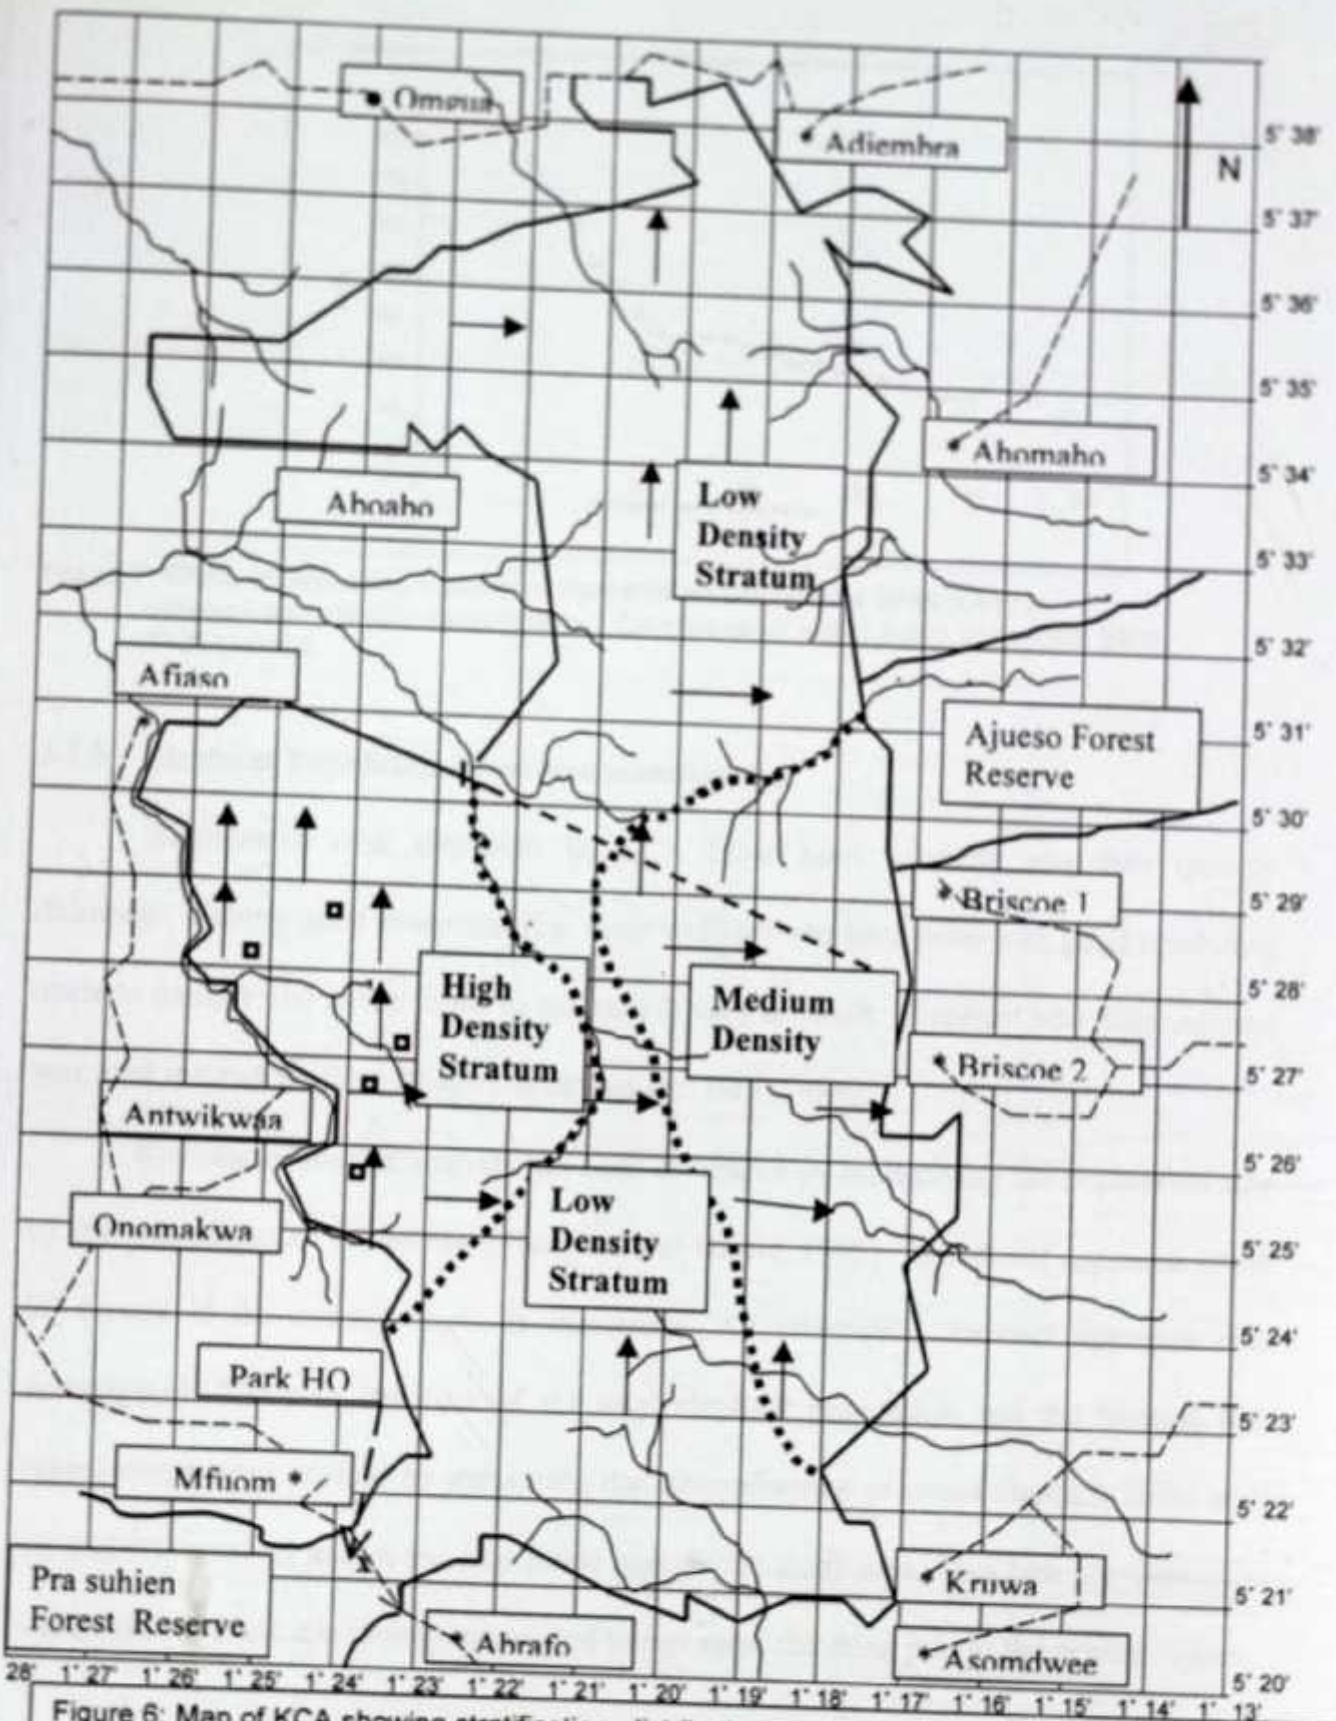 Omøua
Adiembra
N
5° 38'
5° 37'
5° 36'
5° 35'
Ahomaho
5° 34'
Aboabo
Low
Density
Stratum
5° 33'
5° 32'
Afiaso
5° 31'
Ajueso Forest
Reserve
5° 30'
Briscoe 1
5° 29'
High
Density
Stratum
Medium
Density
5° 28'
Briscoe 2
5° 27'
Antwikwaa
5° 26'
Low
Density
Stratum
Onomakwa
5° 25'
5° 24'
Park HQ
5° 23'
Mfuom
5° 22'
Pra suhien
Forest Reserve
Kruwa
5° 21'
Abrafo
Asomdwee
5° 20'
28' 1° 27' 1° 26' 1° 25' 1° 24' 1° 23' 1° 22' 1° 21' 1° 20' 1° 19' 1° 18' 1° 17' 1° 16' 1° 15' 1° 14' 1° 13'
Figure 6: Map of KCA showing stratification